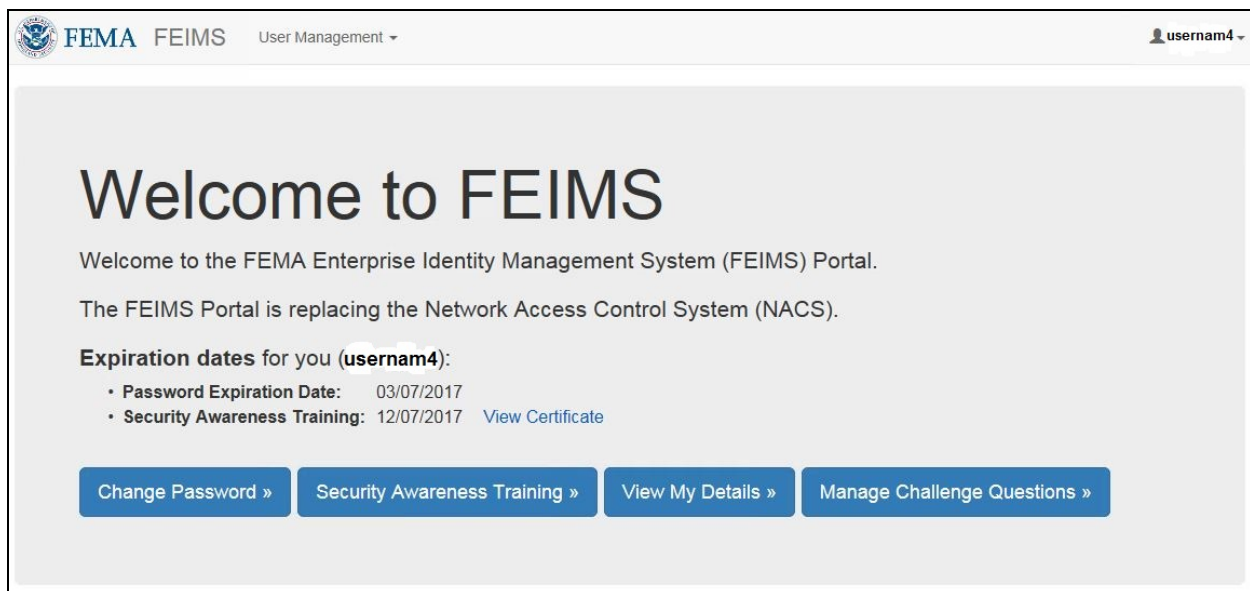 FEMA FEIMS User Management usernam4
Welcome to FEIMS
Welcome to the FEMA Enterprise Identity Management System (FEIMS) Portal.
The FEIMS Portal is replacing the Network Access Control System (NACS).
Expiration dates for you (usernam4):
• Password Expiration Date: 03/07/2017
• Security Awareness Training: 12/07/2017 View Certificate
Change Password » Security Awareness Training » View My Details » Manage Challenge Questions »